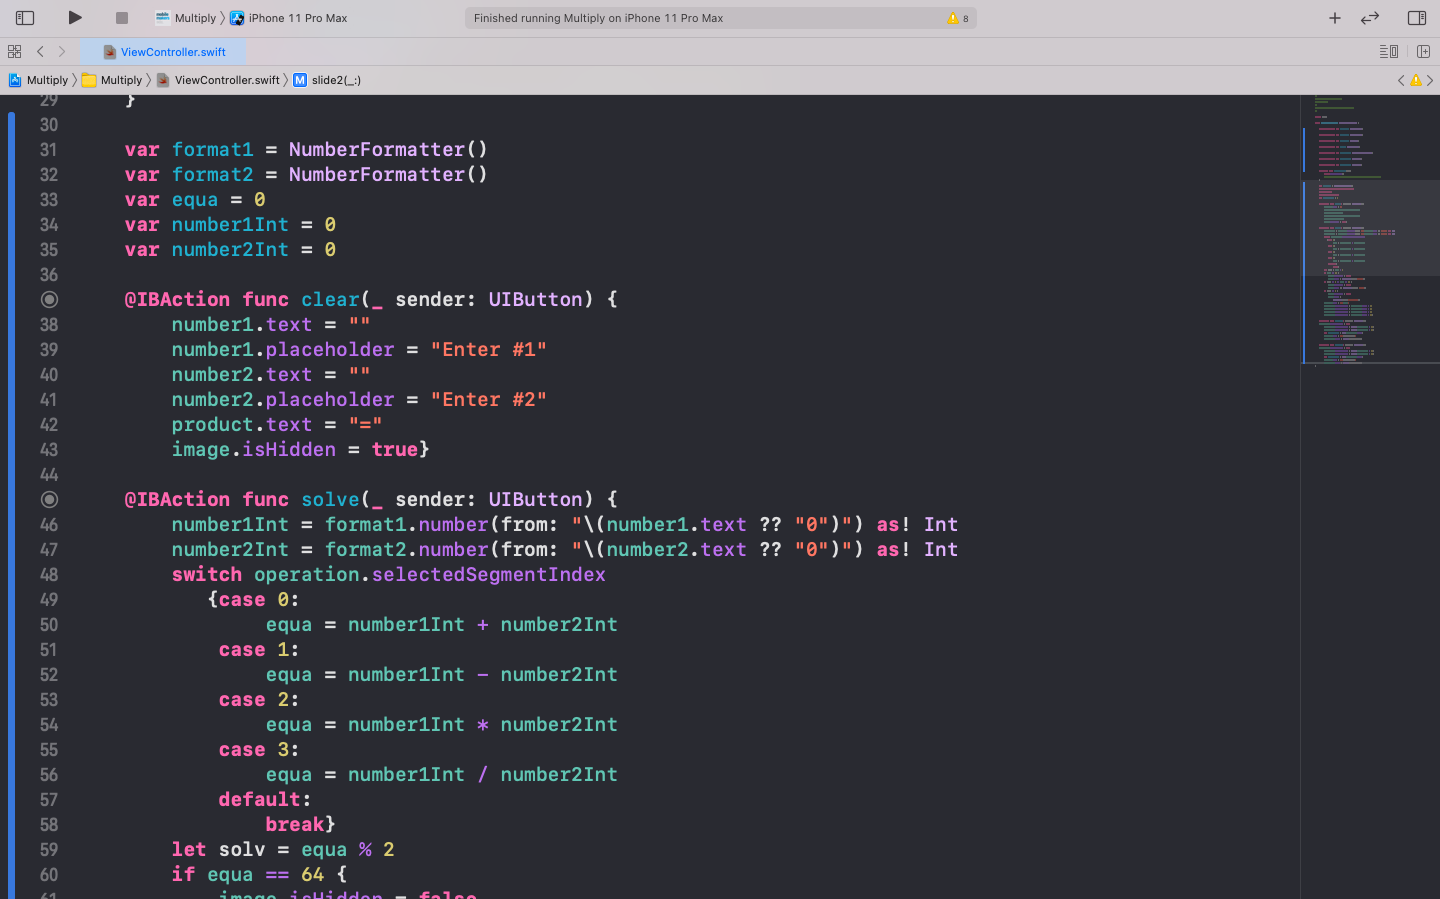 Multiply 〉 iPhone 11 Pro Max
Finished running Multiply on iPhone 11 Pro Max
8
ViewController.swift
Multiply 〉 Multiply 〉 ViewController.swift 〉 M slide2(_:)
29 }
30
31 var format1 = NumberFormatter()
32 var format2 = NumberFormatter()
33 var equa = 0
34 var number1Int = 0
35 var number2Int = 0
36
@IBAction func clear(_ sender: UIButton) {
38 number1.text = ""
39 number1.placeholder = "Enter #1"
40 number2.text = ""
41 number2.placeholder = "Enter #2"
42 product.text = "="
43 image.isHidden = true}
44
@IBAction func solve(_ sender: UIButton) {
46 number1Int = format1.number(from: "\(number1.text ?? "0")") as! Int
47 number2Int = format2.number(from: "\(number2.text ?? "0")") as! Int
48 switch operation.selectedSegmentIndex
49 {case 0:
50 equa = number1Int + number2Int
51 case 1:
52 equa = number1Int - number2Int
53 case 2:
54 equa = number1Int * number2Int
55 case 3:
56 equa = number1Int / number2Int
57 default:
58 break}
59 let solv = equa % 2
60 if equa == 64 {
61 image.isHidden = false